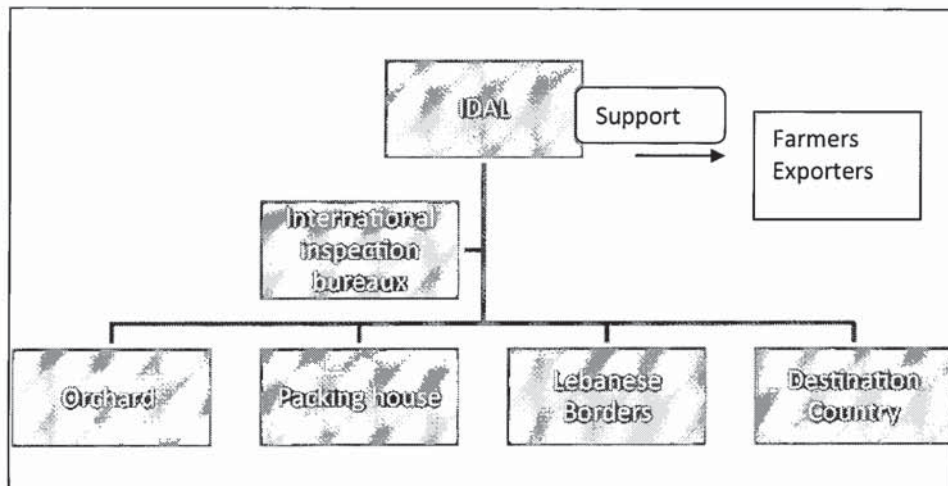 IDAL
Support
Farmers
Exporters
International
inspection
bureaux
Orchard
Packing house
Lebanese
Borders
Destination
Country